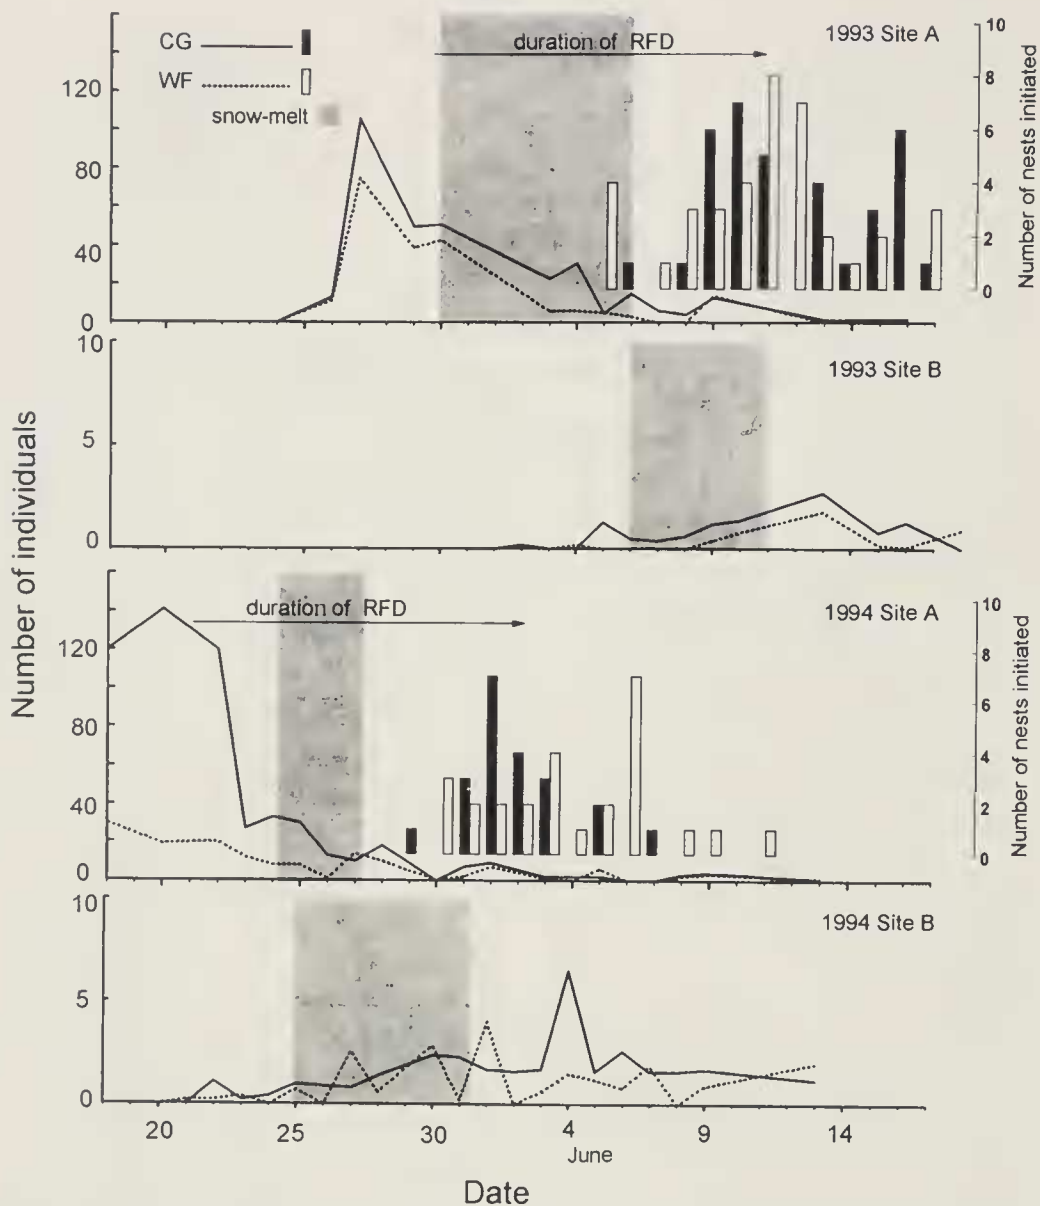 CG
WF
snow-melt
duration of RFD
1993 Site A
120
80
40
0
10
8
6
4
2
0
Number of nests initiated
1993 Site B
10
5
0
Number of individuals
duration of RFD
1994 Site A
120
80
40
0
10
8
6
4
2
0
Number of nests initiated
1994 Site B
10
5
0
20
25
30
4
9
14
June
Date